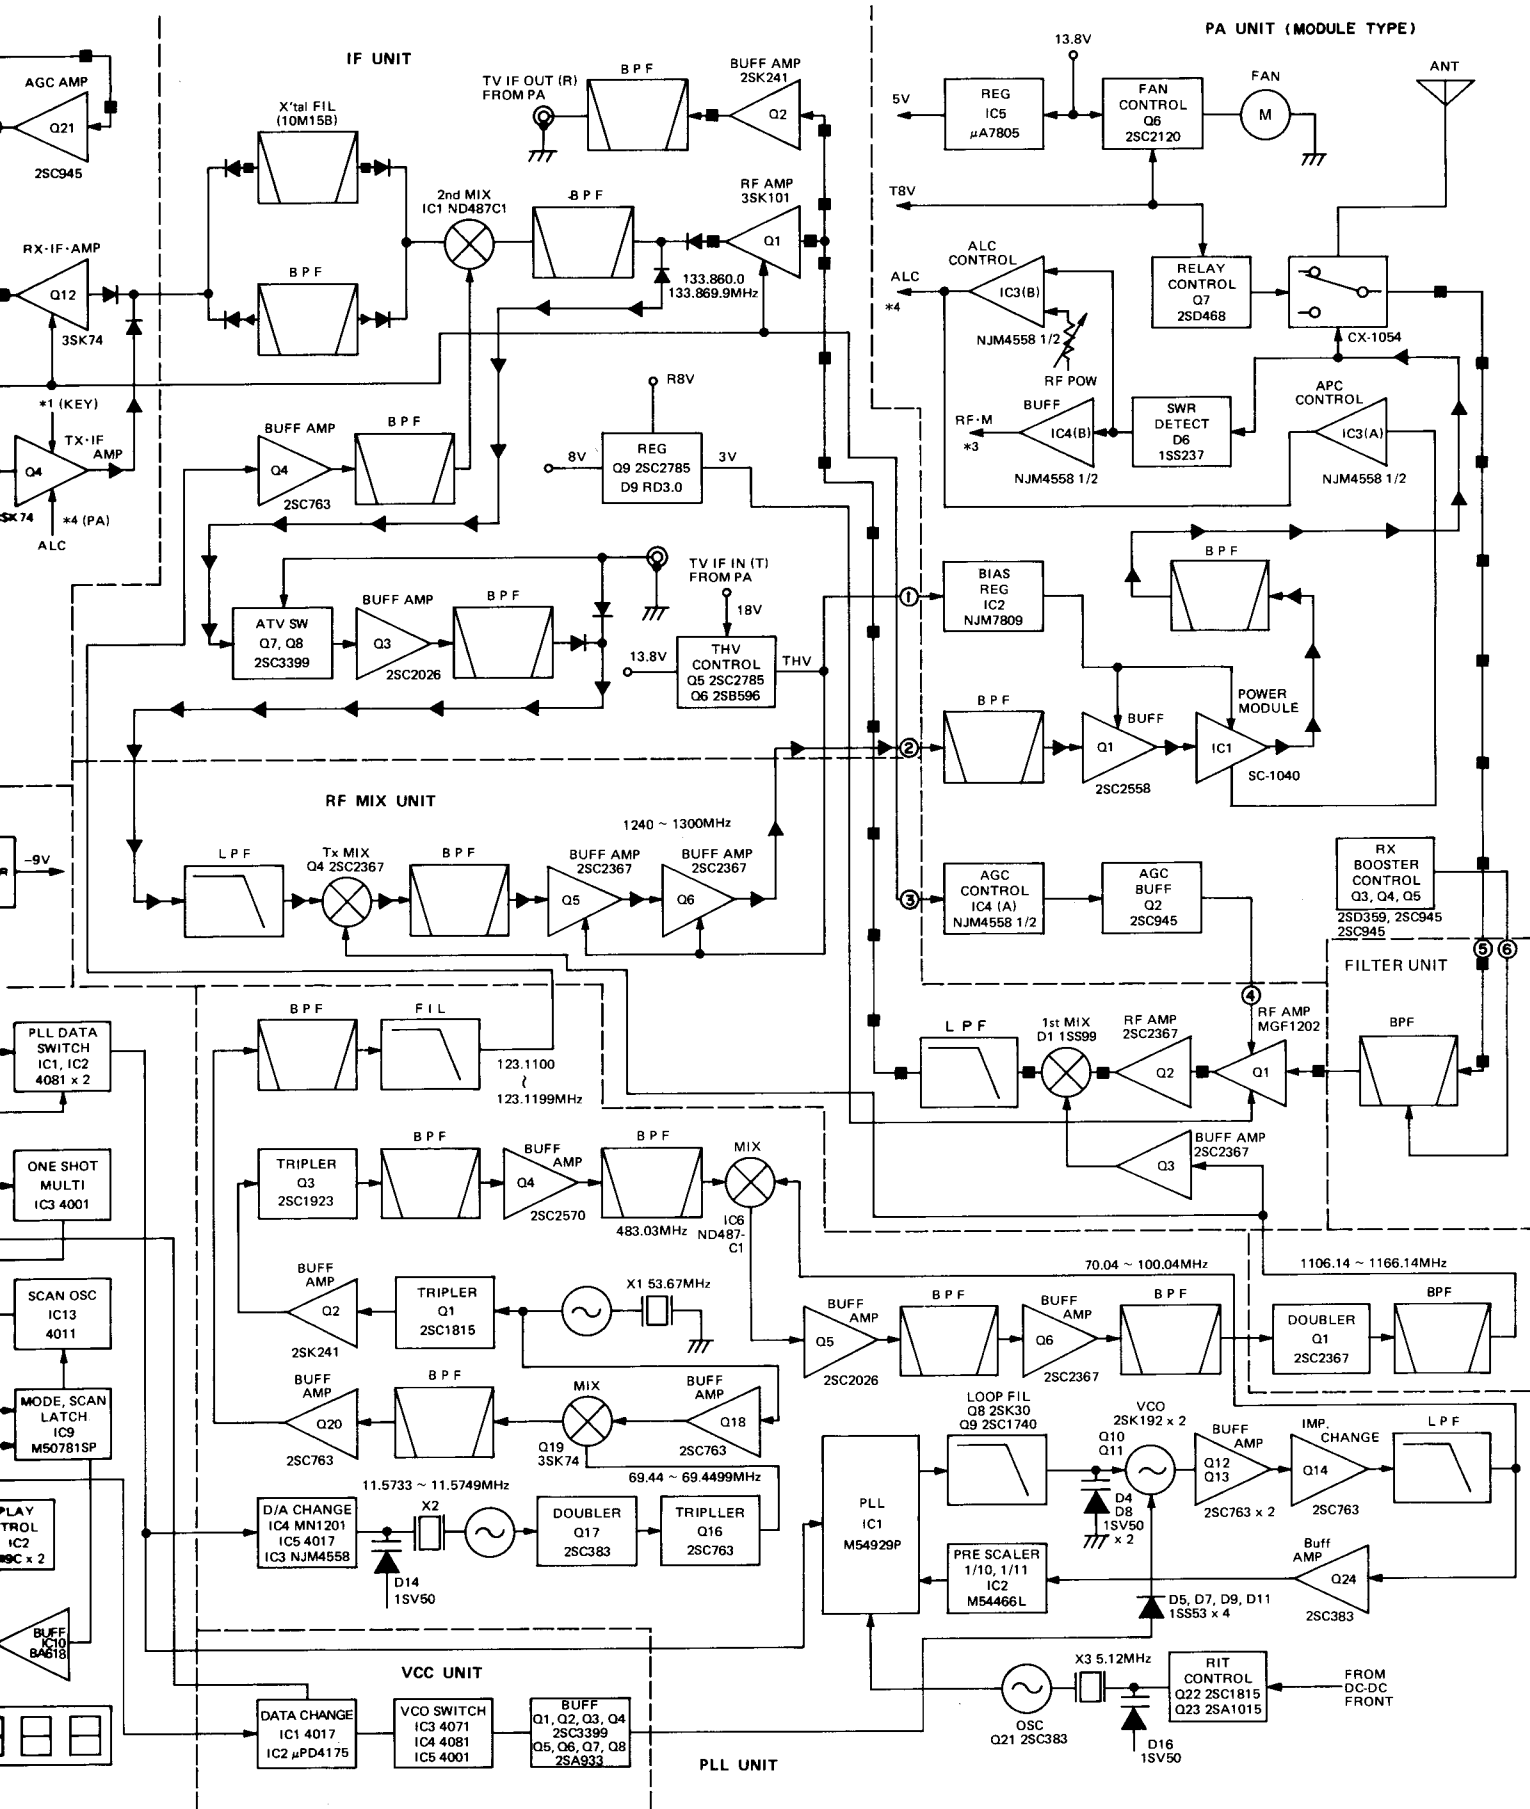 PA UNIT (MODULE TYPE)
IF UNIT
AGC AMP
Q21
2SC945
X'tal FIL
(10M15B)
TV IF OUT (R)
FROM PA
B P F
BUFF AMP
2SK241
Q2
13.8V
5V
REG
IC5
µA7805
FAN
CONTROL
Q6
2SC2120
FAN
M
ANT
2nd MIX
IC1 ND487C1
B P F
RF AMP
3SK101
Q1
T8V
RX·IF·AMP
Q12
3SK74
B P F
133.860.0
133.869.9MHz
ALC
*4
ALC
CONTROL
IC3(B)
NJM4558 1/2
RF POW
RELAY
CONTROL
Q7
2SD468
CX-1054
*1 (KEY)
TX·IF
AMP
Q4
*4 (PA)
ALC
BUFF AMP
Q4
2SC763
B P F
R8V
8V
REG
Q9 2SC2785
D9 RD3.0
3V
RF·M
*3
BUFF
IC4(B)
NJM4558 1/2
SWR
DETECT
D6
1SS237
APC
CONTROL
IC3(A)
NJM4558 1/2
ATV SW
Q7, Q8
2SC3399
BUFF AMP
Q3
2SC2026
B P F
TV IF IN (T)
FROM PA
18V
13.8V
THV
CONTROL
Q5 2SC2785
Q6 2SB596
THV
1
BIAS
REG
IC2
NJM7809
B P F
2
B P F
BUFF
Q1
2SC2558
POWER
MODULE
IC1
SC-1040
RF MIX UNIT
-9V
R
L P F
Tx MIX
Q4 2SC2367
B P F
1240 ~ 1300MHz
BUFF AMP
2SC2367
Q5
BUFF AMP
2SC2367
Q6
3
AGC
CONTROL
IC4 (A)
NJM4558 1/2
AGC
BUFF
Q2
2SC945
RX
BOOSTER
CONTROL
Q3, Q4, Q5
2SD359, 2SC945
2SC945
5
6
FILTER UNIT
BPF
4
PLL DATA
SWITCH
IC1, IC2
4081 x 2
B P F
F I L
123.1100
~
123.1199MHz
L P F
1st MIX
D1 1SS99
RF AMP
2SC2367
Q2
RF AMP
MGF1202
Q1
BUFF AMP
2SC2367
Q3
ONE SHOT
MULTI
IC3 4001
TRIPLER
Q3
2SC1923
B P F
BUFF
AMP
Q4
2SC2570
B P F
483.03MHz
MIX
IC6
ND487-
C1
SCAN OSC
IC13
4011
BUFF
AMP
Q2
2SK241
TRIPLER
Q1
2SC1815
X1 53.67MHz
70.04 ~ 100.04MHz
1106.14 ~ 1166.14MHz
BUFF
AMP
Q5
2SC2026
B P F
BUFF
AMP
Q6
2SC2367
B P F
DOUBLER
Q1
2SC2367
BPF
MODE, SCAN
LATCH
IC9
M50781SP
BUFF
AMP
Q20
2SC763
B P F
MIX
Q19
3SK74
BUFF
AMP
Q18
2SC763
LOOP FIL
Q8 2SK30
Q9 2SC1740
VCO
2SK192 x 2
Q10
Q11
BUFF
AMP
Q12
Q13
2SC763 x 2
IMP.
CHANGE
Q14
2SC763
L P F
11.5733 ~ 11.5749MHz
69.44 ~ 69.4499MHz
PLAY
TROL
IC2
9C x 2
D/A CHANGE
IC4 MN1201
IC5 4017
IC3 NJM4558
X2
D14
1SV50
DOUBLER
Q17
2SC383
TRIPLLER
Q16
2SC763
PLL
IC1
M54929P
D4
D8
1SV50
x 2
PRE SCALER
1/10, 1/11
IC2
M54466L
Buff
AMP
Q24
2SC383
D5, D7, D9, D11
1SS53 x 4
BUFF
IC10
BA618
VCC UNIT
DATA CHANGE
IC1 4017
IC2 µPD4175
VCO SWITCH
IC3 4071
IC4 4081
IC5 4001
BUFF
Q1, Q2, Q3, Q4
2SC3399
Q5, Q6, Q7, Q8
2SA933
PLL UNIT
OSC
Q21 2SC383
X3 5.12MHz
D16
1SV50
RIT
CONTROL
Q22 2SC1815
Q23 2SA1015
FROM
DC-DC
FRONT